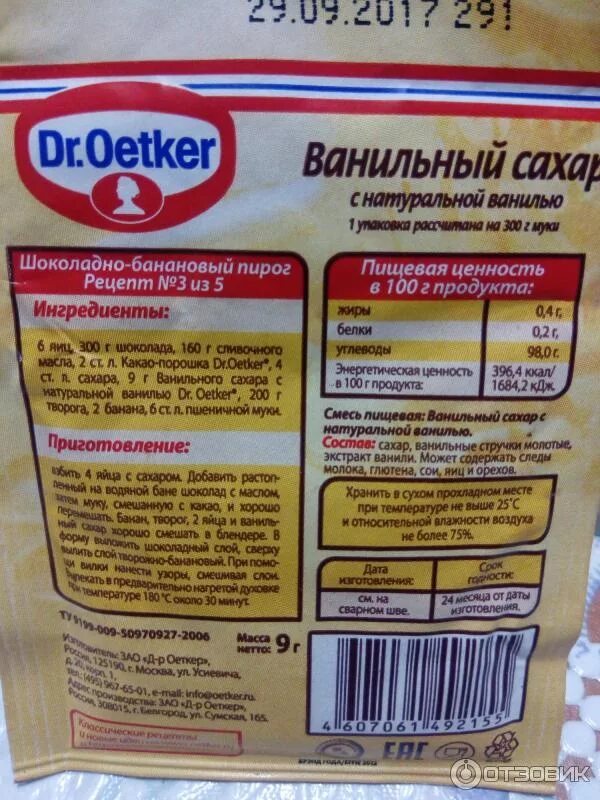 29.09.2017 291
Dr.Oetker
Ванильный сахар
с натуральной ванилью
1 упаковка рассчитана на 300 г муки
Шоколадно-банановый пирог
Рецепт №3 из 5
Ингредиенты:
6 яиц, 300 г шоколада, 160 г сливочного
масла, 2 ст. л. Какао-порошка Dr.Oetker®, 4
ст. л. сахара, 9 г Ванильного сахара с
натуральной ванилью Dr. Oetker®, 200 г
творога, 2 банана, 6 ст. л. пшеничной муки.
Приготовление:
взбить 4 яйца с сахаром. Добавить растоп-
ленный на водяной бане шоколад с маслом,
затем муку, смешанную с какао, и хорошо
перемешать. Банан, творог, 2 яйца и ваниль-
ный сахар хорошо смешать в блендере. В
форму выложить шоколадный слой, сверху
вылить слой творожно-банановый. При помо-
щи вилки нанести узоры, смешивая слои.
Выпекать в предварительно нагретой духовке
при температуре 180°С около 30 минут.
Пищевая ценность
в 100 г продукта:
жиры 0,4 г,
белки 0,2 г,
углеводы 98,0 г.
Энергетическая ценность 396,4 ккал/
в 100 г продукта: 1684,2 кДж.
Смесь пищевая: Ванильный сахар с
натуральной ванилью.
Состав: сахар, ванильные стручки молотые,
экстракт ванили. Может содержать следы
молока, глютена, сои, яиц и орехов.
Хранить в сухом прохладном месте
при температуре не выше 25°С
и относительной влажности воздуха
не более 75%.
Дата
изготовления:
Срок
годности:
см. на
сварном шве.
24 месяца от даты
изготовления.
ТУ 9199-009-50970927-2006
Масса
нетто: 9 г
Изготовитель: ЗАО «Д-р Оеткер»,
Россия, 125190, г. Москва, ул. Усиевича,
д. 20, корп. 1,
тел.: (495) 967-65-01, e-mail: info@oetker.ru
Адрес производства: ЗАО «Д-р Оеткер»,
Россия, 308015, г. Белгород, ул. Сумская, 165.
Классические рецепты
и новые идеи
4 607061 492155
БРЭНД ГОДА/EFFIE 2012
EAC
ОТЗОВИК